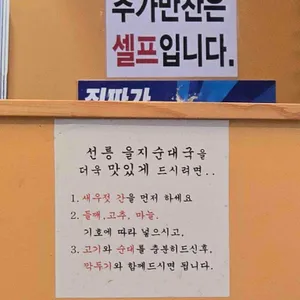 추가반찬은
셀프입니다.
선릉 을지순대국을
더욱 맛있게 드시려면..
1. 새우젓 간을 먼저 하세요
2. 들깨,고추, 마늘.
기호에 따라 넣으시고.
3. 고기와 순대를 충분히드신후,
깍두기와 함께드시면 됩니다.